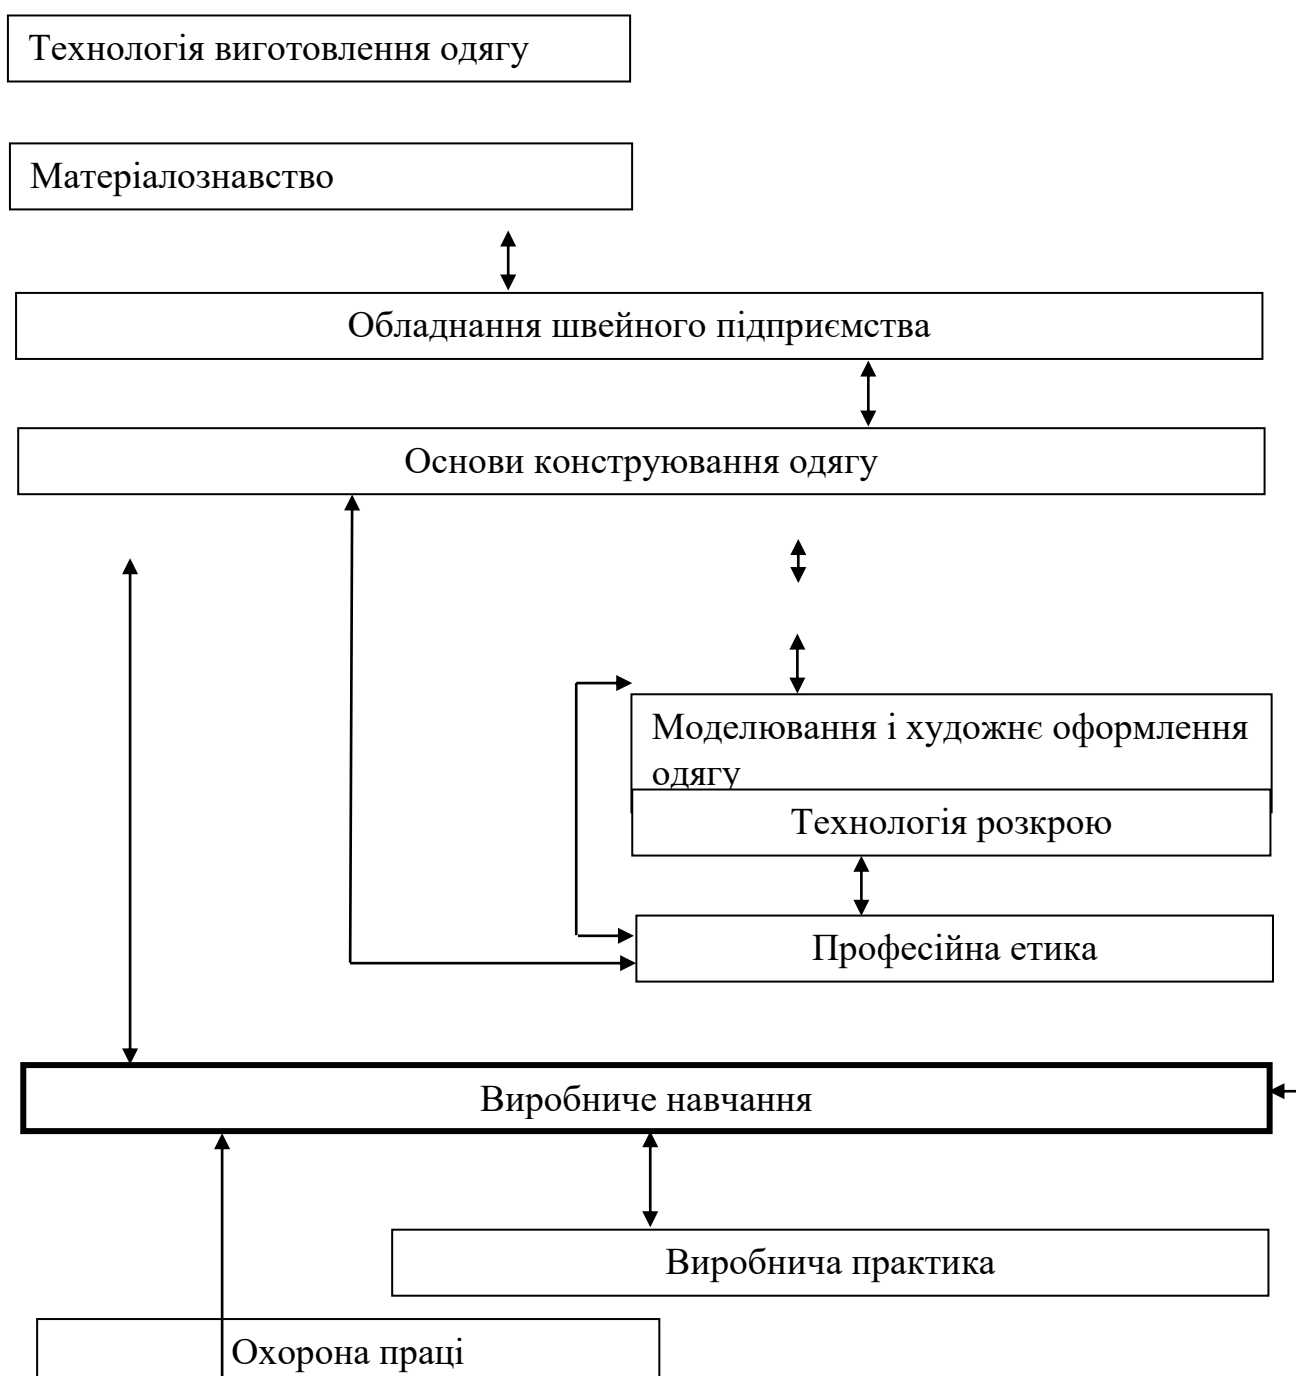 Технологія виготовлення одягу
Матеріалознавство
Обладнання швейного підприємства
Основи конструювання одягу
Моделювання і художнє оформлення
одягу
Технологія розкрою
Професійна етика
Виробниче навчання
Виробнича практика
Охорона праці